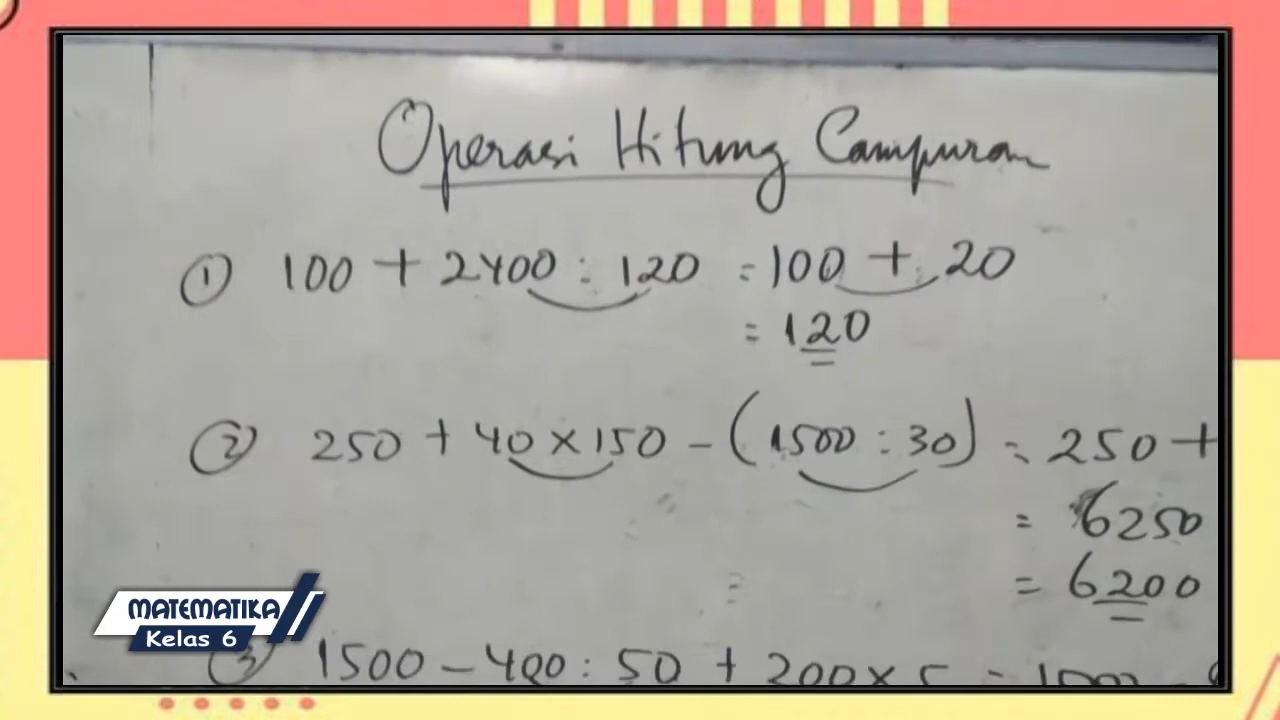 Operasi Hitung Campuran
① 100 + 2400 : 120 = 100 + 20
= 120
② 250 + 40 x 150 - (1500 : 30) = 250 +
= 6250
= 6200
③ 1500 - 400 : 50 + 200 x 5 =
MATEMATIKA
Kelas 6